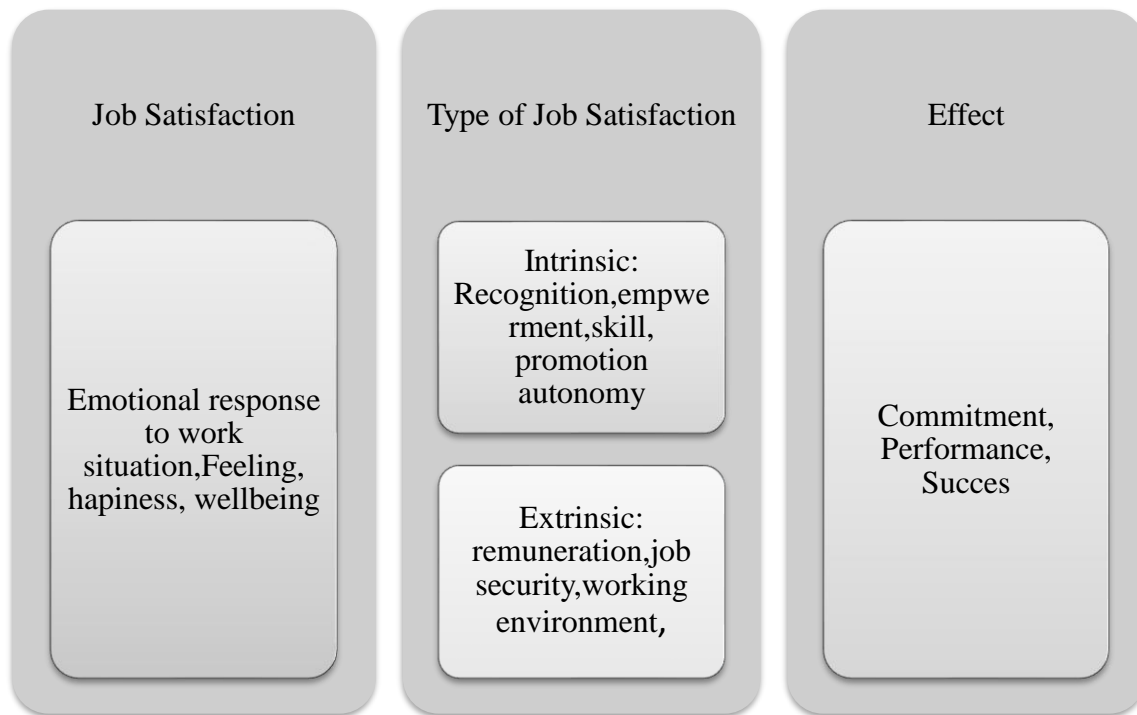 Job Satisfaction
Emotional response
to work
situation,Feeling,
hapiness, wellbeing
Type of Job Satisfaction
Intrinsic:
Recognition,empwe
rment,skill,
promotion
autonomy
Extrinsic:
remuneration,job
security,working
environment,
Effect
Commitment,
Performance,
Succes